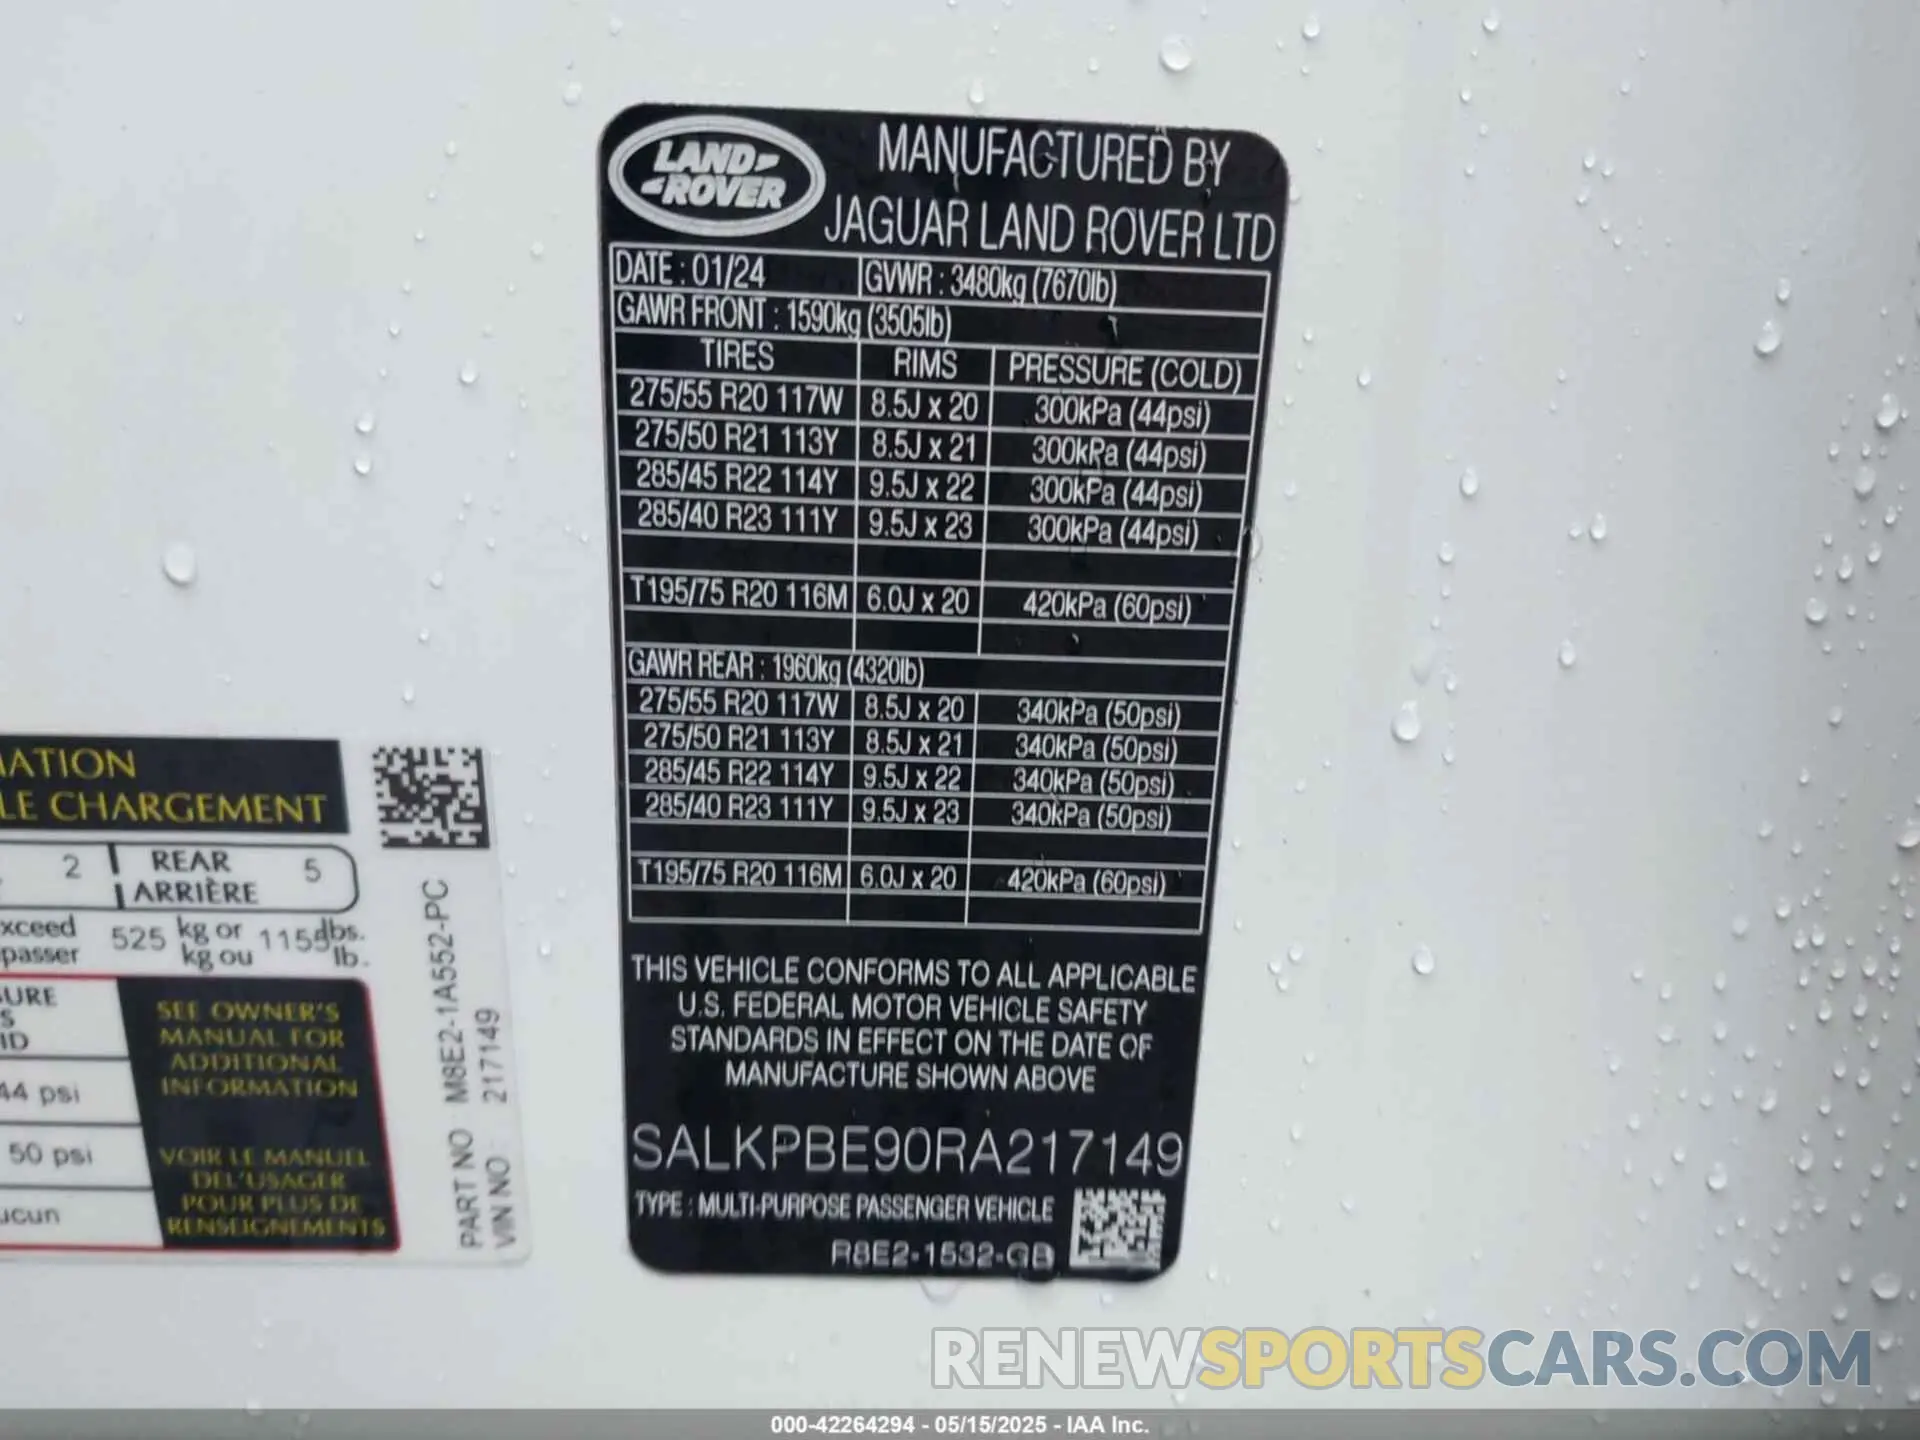 LAND
ROVER
MANUFACTURED BY
JAGUAR LAND ROVER LTD
DATE : 01/24 GVWR : 3480kg (7670lb)
GAWR FRONT : 1590kg (3505lb)
TIRES RIMS PRESSURE (COLD)
275/55 R20 117W 8.5J x 20 300kPa (44psi)
275/50 R21 113Y 8.5J x 21 300kPa (44psi)
285/45 R22 114Y 9.5J x 22 300kPa (44psi)
285/40 R23 111Y 9.5J x 23 300kPa (44psi)
T195/75 R20 116M 6.0J x 20 420kPa (60psi)
GAWR REAR : 1960kg (4320lb)
275/55 R20 117W 8.5J x 20 340kPa (50psi)
275/50 R21 113Y 8.5J x 21 340kPa (50psi)
285/45 R22 114Y 9.5J x 22 340kPa (50psi)
285/40 R23 111Y 9.5J x 23 340kPa (50psi)
T195/75 R20 116M 6.0J x 20 420kPa (60psi)
THIS VEHICLE CONFORMS TO ALL APPLICABLE
U.S. FEDERAL MOTOR VEHICLE SAFETY
STANDARDS IN EFFECT ON THE DATE OF
MANUFACTURE SHOWN ABOVE
SALKPBE90RA217149
TYPE : MULTI-PURPOSE PASSENGER VEHICLE
R8E2-1532-GB
MATION
LE CHARGEMENT
2 REAR 5
ARRIÈRE
xceed 525 kg or 1155 lbs.
passer kg ou lb.
URE
S
ID
44 psi
50 psi
ucun
SEE OWNER'S
MANUAL FOR
ADDITIONAL
INFORMATION
VOIR LE MANUEL
DEL'USAGER
POUR PLUS DE
RENSEIGNEMENTS
PART NO M8E2-1A552-PC
VIN NO : 217149
RENEWSPORTSCARS.COM
000-42264294 - 05/15/2025 - IAA Inc.